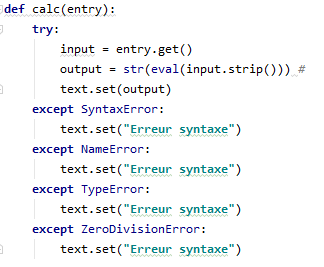 def calc(entry):
    try:
        input = entry.get()
        output = str(eval(input.strip())) #
        text.set(output)
    except SyntaxError:
        text.set("Erreur syntaxe")
    except NameError:
        text.set("Erreur syntaxe")
    except TypeError:
        text.set("Erreur syntaxe")
    except ZeroDivisionError:
        text.set("Erreur syntaxe")